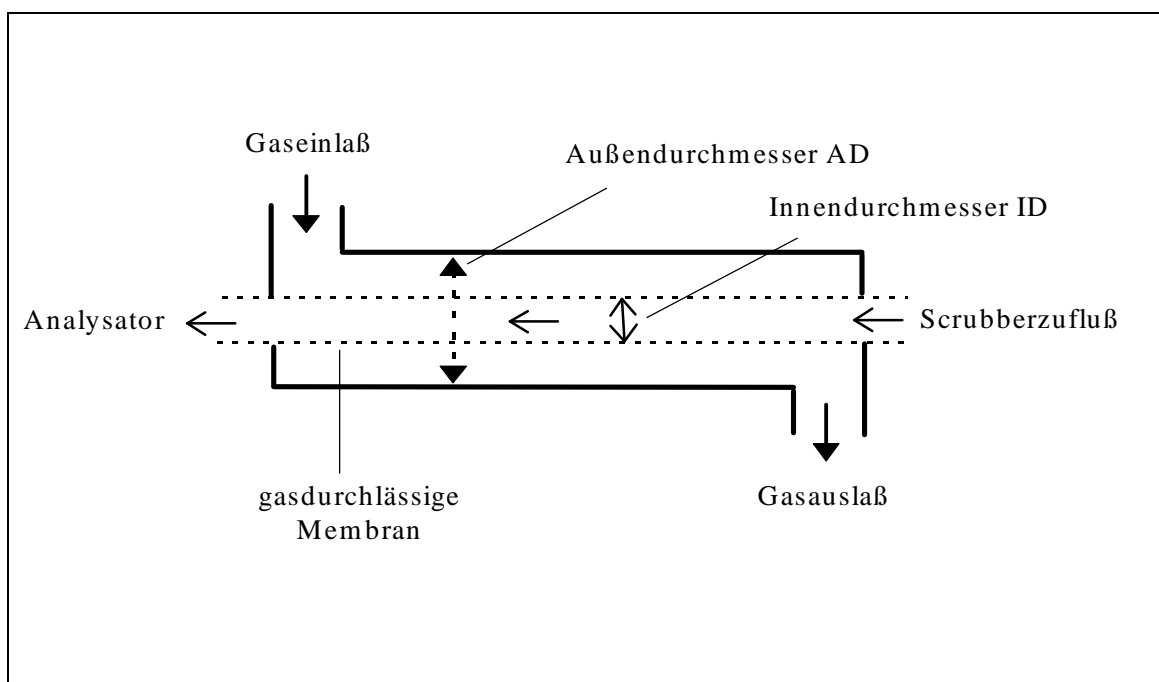 Gaseinlaß
Außendurchmesser AD
Innendurchmesser ID
Analysator
Scrubberzufluß
gasdurchlässige
Membran
Gasauslaß